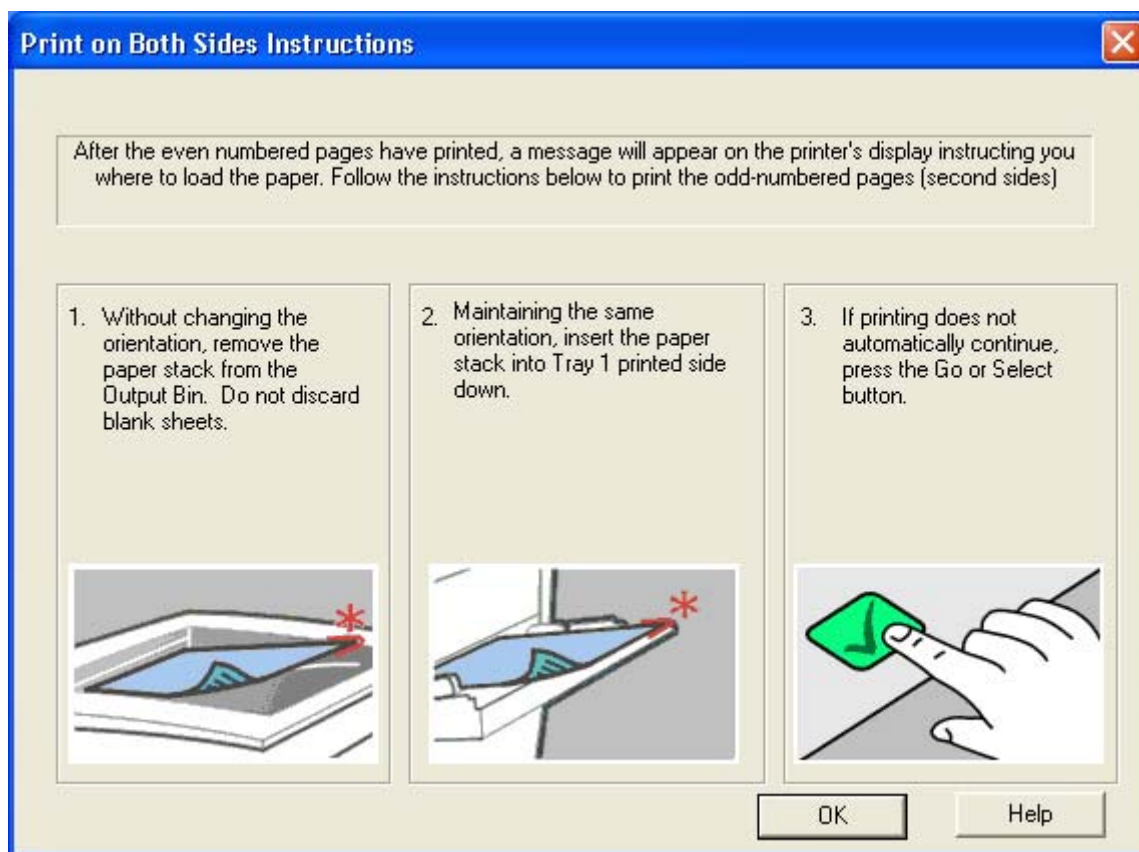 Print on Both Sides Instructions
After the even numbered pages have printed, a message will appear on the printer's display instructing you
where to load the paper. Follow the instructions below to print the odd-numbered pages (second sides)
1. Without changing the
orientation, remove the
paper stack from the
Output Bin. Do not discard
blank sheets.
2. Maintaining the same
orientation, insert the paper
stack into Tray 1 printed side
down.
3. If printing does not
automatically continue,
press the Go or Select
button.
OK
Help